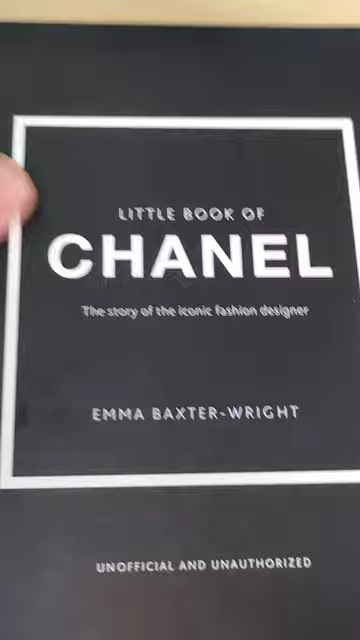 LITTLE BOOK OF
CHANEL
The story of the iconic fashion designer
EMMA BAXTER-WRIGHT
UNOFFICIAL AND UNAUTHORIZED